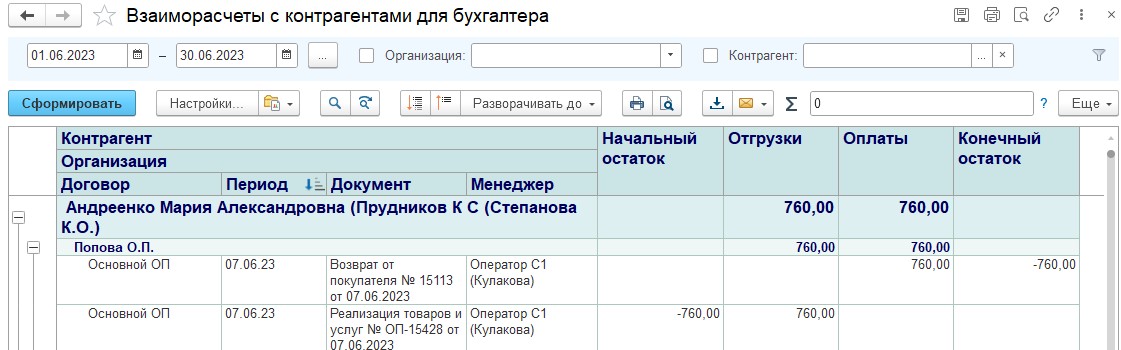 Взаиморасчеты с контрагентами для бухгалтера
01.06.2023 – 30.06.2023 ... Организация: Контрагент: ... ×
Сформировать Настройки... Разворачивать до Σ 0 ? Еще
Контрагент Начальный остаток Отгрузки Оплаты Конечный остаток
Организация
Договор Период Документ Менеджер
Андреенко Мария Александровна (Прудников К С (Степанова
К.О.) 760,00 760,00
Попова О.П. 760,00 760,00
Основной ОП 07.06.23 Возврат от Оператор С1 760,00 -760,00
покупателя № 15113 (Кулакова)
от 07.06.2023
Основной ОП 07.06.23 Реализация товаров и Оператор С1 -760,00 760,00
услуг № ОП-15428 от (Кулакова)
07.06.2023